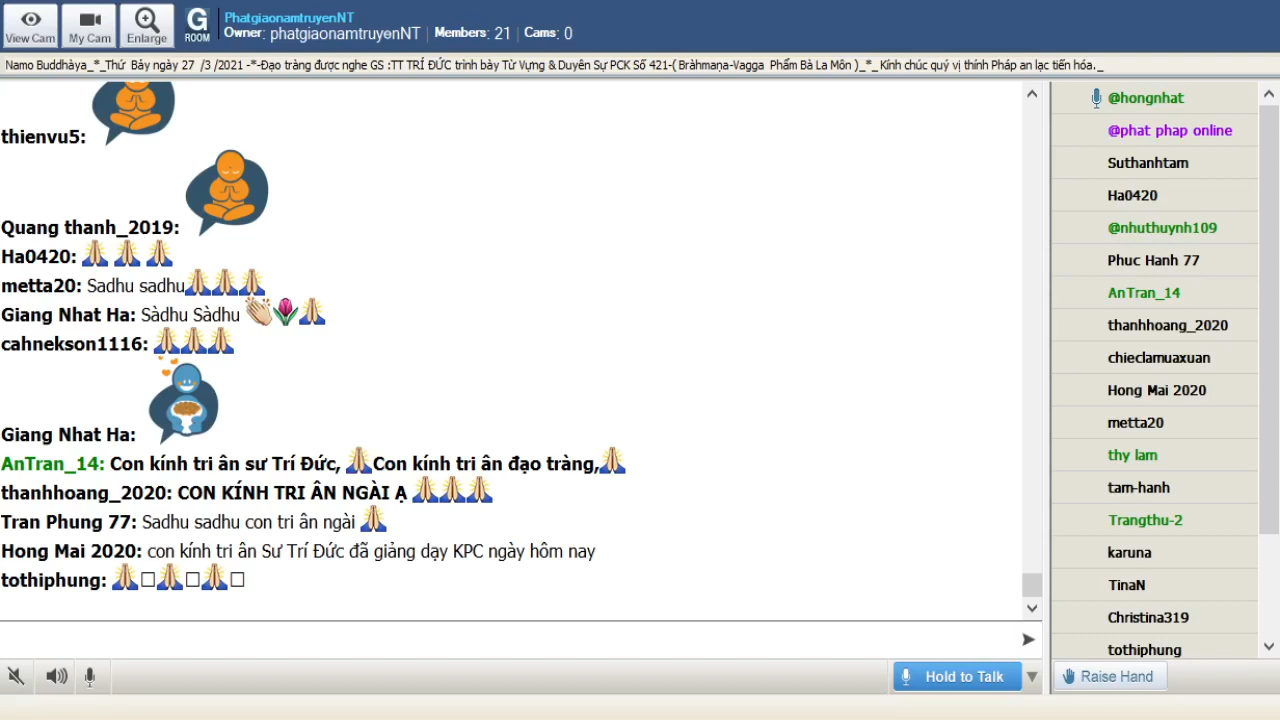 View Cam
My Cam
Enlarge
G
ROOM
PhatgiaonamtruyenNT
Owner: phatgiaonamtruyenNT | Members: 21 | Cams: 0
Namo Buddhàya_*_Thứ Bảy ngày 27 /3 /2021 -*-Đạo tràng được nghe GS :TT TRÍ ĐỨC trình bày Từ Vựng & Duyên Sự PCK Số 421-( Bràhmaṇa-Vagga Phẩm Bà La Môn )_*_ Kính chúc quý vị thính Pháp an lạc tiến hóa._
thienvu5:
Quang thanh_2019:
Ha0420: 🙏 🙏 🙏
metta20: Sadhu sadhu🙏🙏🙏
Giang Nhat Ha: Sàdhu Sàdhu 👏🌷🙏
cahnekson1116: 🙏🙏🙏
Giang Nhat Ha:
AnTran_14: Con kính tri ân sư Trí Đức, 🙏Con kính tri ân đạo tràng,🙏
thanhhoang_2020: CON KÍNH TRI ÂN NGÀI Ạ 🙏🙏🙏
Tran Phung 77: Sadhu sadhu con tri ân ngài 🙏
Hong Mai 2020: con kính tri ân Sư Trí Đức đã giảng dạy KPC ngày hôm nay
tothiphung: 🙏□🙏□🙏□
@hongnhat
@phat phap online
Suthanhtam
Ha0420
@nhuthuynh109
Phuc Hanh 77
AnTran_14
thanhhoang_2020
chieclamuaxuan
Hong Mai 2020
metta20
thy lam
tam-hanh
Trangthu-2
karuna
TinaN
Christina319
tothiphung
Hold to Talk
Raise Hand